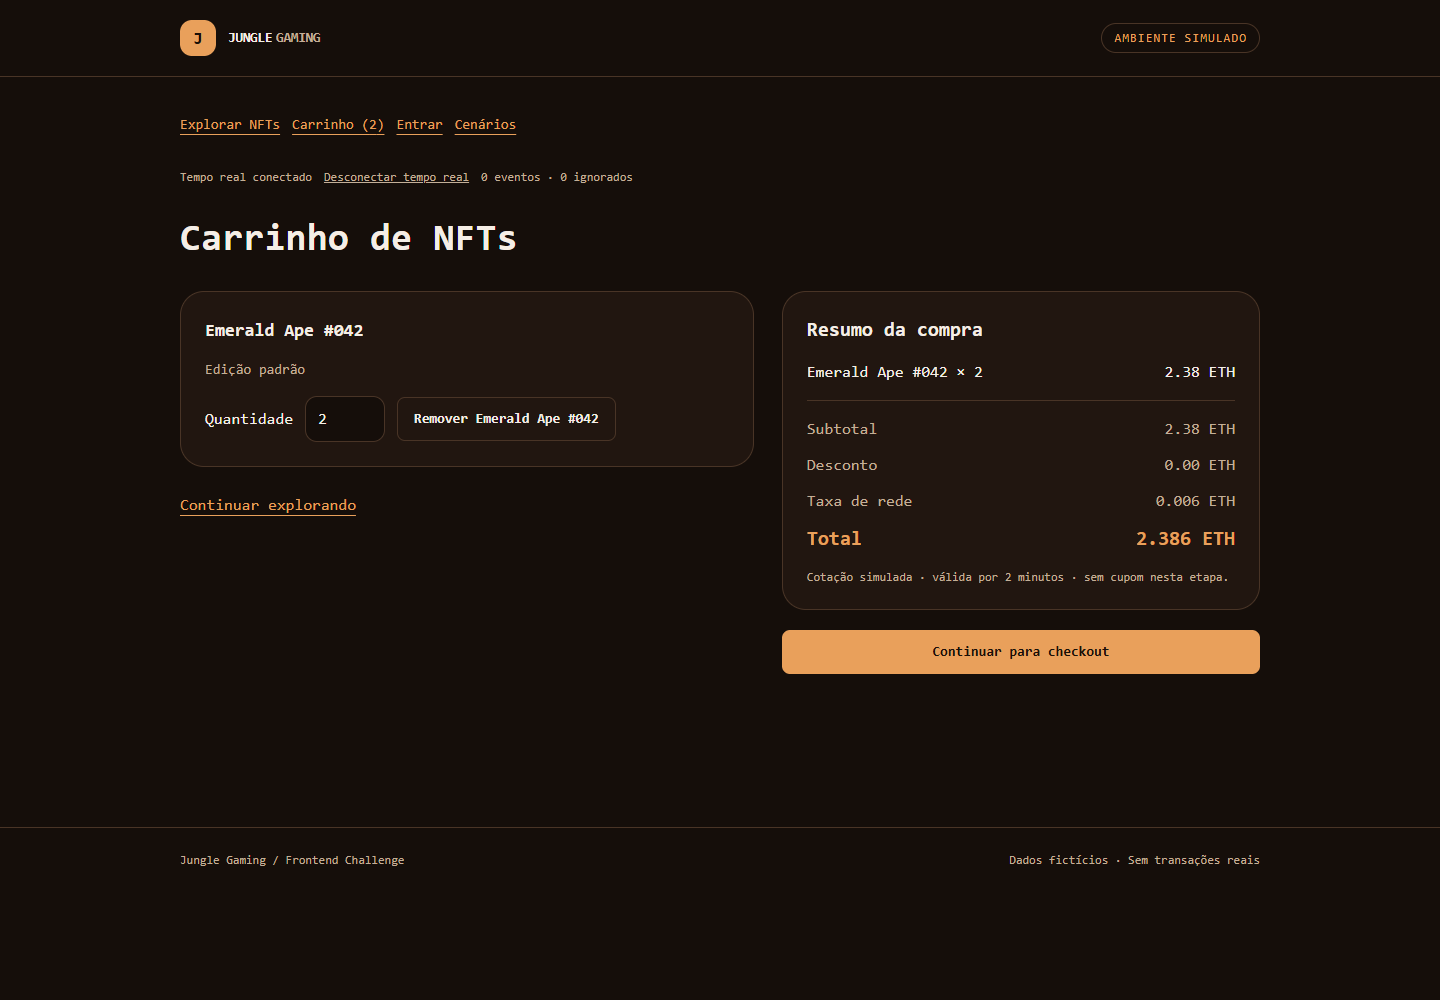 J JUNGLE GAMING AMBIENTE SIMULADO
Explorar NFTs Carrinho (2) Entrar Cenários
Tempo real conectado Desconectar tempo real 0 eventos · 0 ignorados
Carrinho de NFTs
Emerald Ape #042
Edição padrão
Quantidade 2 Remover Emerald Ape #042
Continuar explorando
Resumo da compra
Emerald Ape #042 × 2 2.38 ETH
Subtotal 2.38 ETH
Desconto 0.00 ETH
Taxa de rede 0.006 ETH
Total 2.386 ETH
Cotação simulada · válida por 2 minutos · sem cupom nesta etapa.
Continuar para checkout
Jungle Gaming / Frontend Challenge Dados fictícios · Sem transações reais